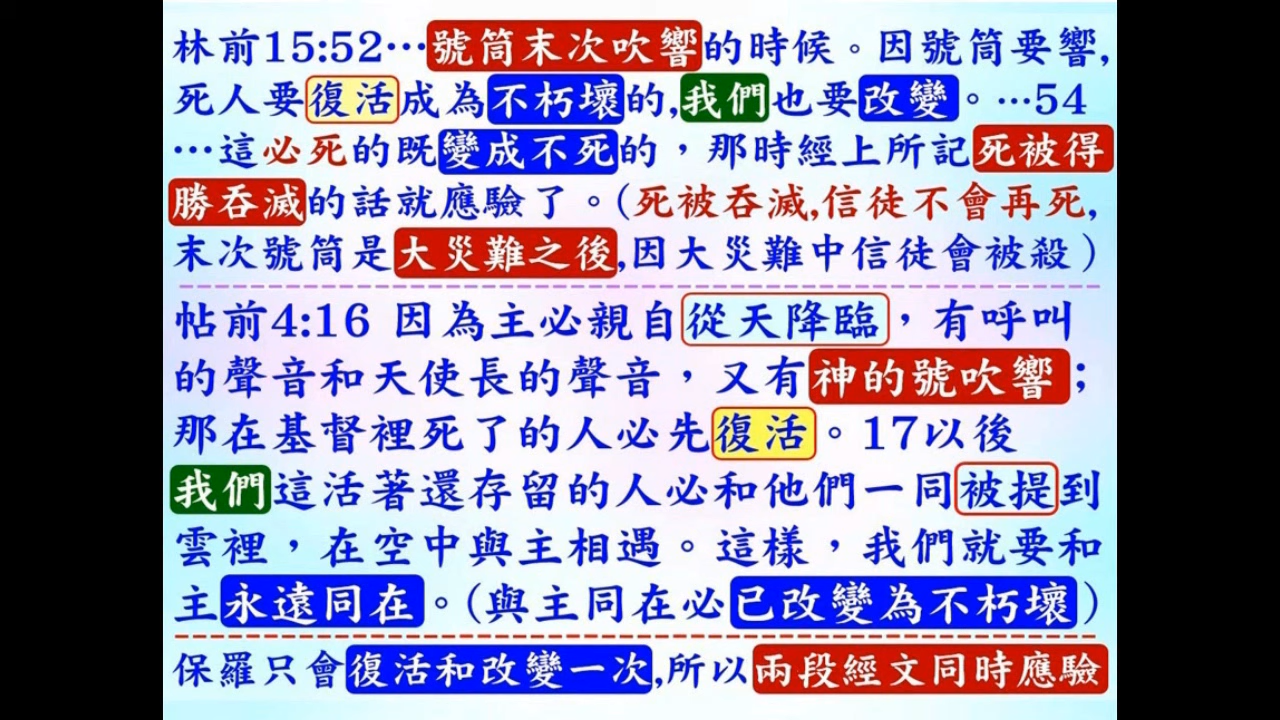 林前15:52…號筒末次吹響的時候。因號筒要響,
死人要復活成為不朽壞的,我們也要改變。…54
…這必死的既變成不死的,那時經上所記死被得
勝吞滅的話就應驗了。(死被吞滅,信徒不會再死,
末次號筒是大災難之後,因大災難中信徒會被殺)
帖前4:16 因為主必親自從天降臨,有呼叫
的聲音和天使長的聲音,又有神的號吹響;
那在基督裡死了的人必先復活。17以後
我們這活著還存留的人必和他們一同被提到
雲裡,在空中與主相遇。這樣,我們就要和
主永遠同在。(與主同在必已改變為不朽壞)
保羅只會復活和改變一次,所以兩段經文同時應驗